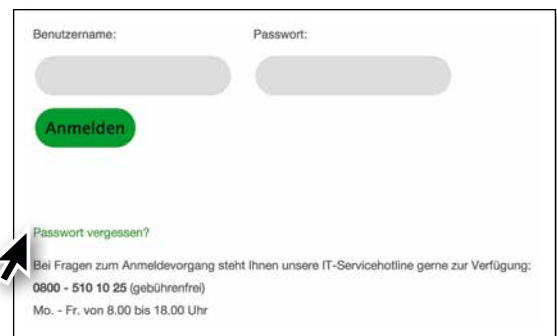 Benutzername: Passwort:
Anmelden
Passwort vergessen?
Bei Fragen zum Anmeldevorgang steht Ihnen unsere IT-Servicehotline gerne zur Verfügung:
0800 - 510 10 25 (gebührenfrei)
Mo. - Fr. von 8.00 bis 18.00 Uhr